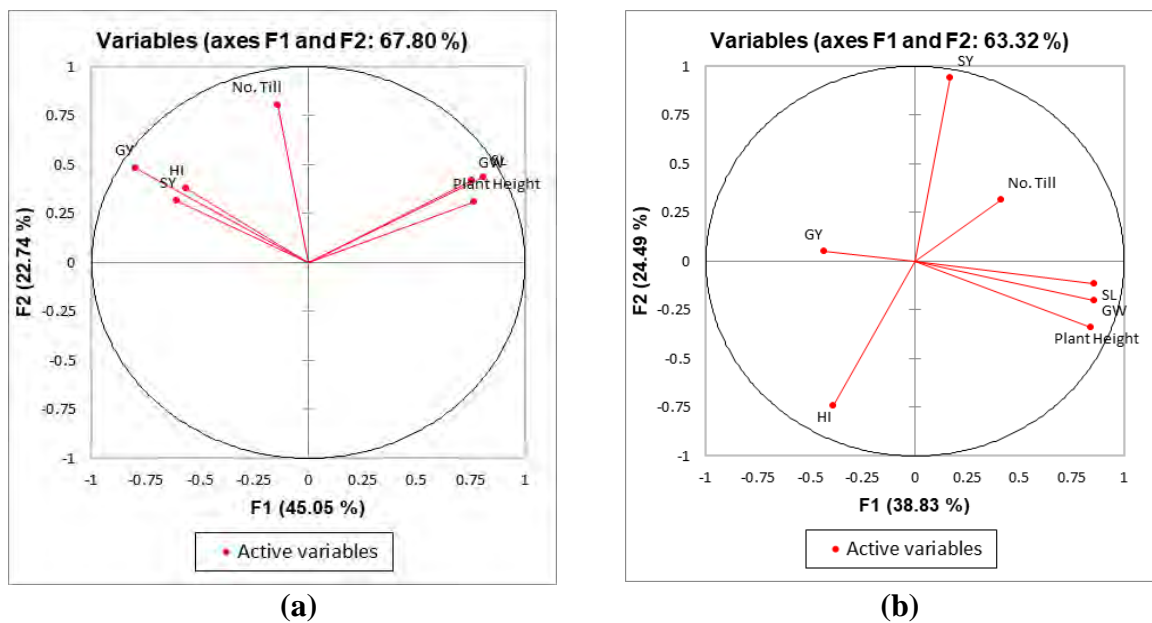 Variables (axes F1 and F2: 67.80 %)
1
0.75
0.5
0.25
0
-0.25
-0.5
-0.75
-1
F2 (22.74 %)
No. Till
GY
HI
SY
GW
SL
Plant Height
-1 -0.75 -0.5 -0.25 0 0.25 0.5 0.75 1
F1 (45.05 %)
Active variables
(a)
Variables (axes F1 and F2: 63.32 %)
1
0.75
0.5
0.25
0
-0.25
-0.5
-0.75
-1
F2 (24.49 %)
SY
No. Till
GY
SL
GW
Plant Height
HI
-1 -0.75 -0.5 -0.25 0 0.25 0.5 0.75 1
F1 (38.83 %)
Active variables
(b)